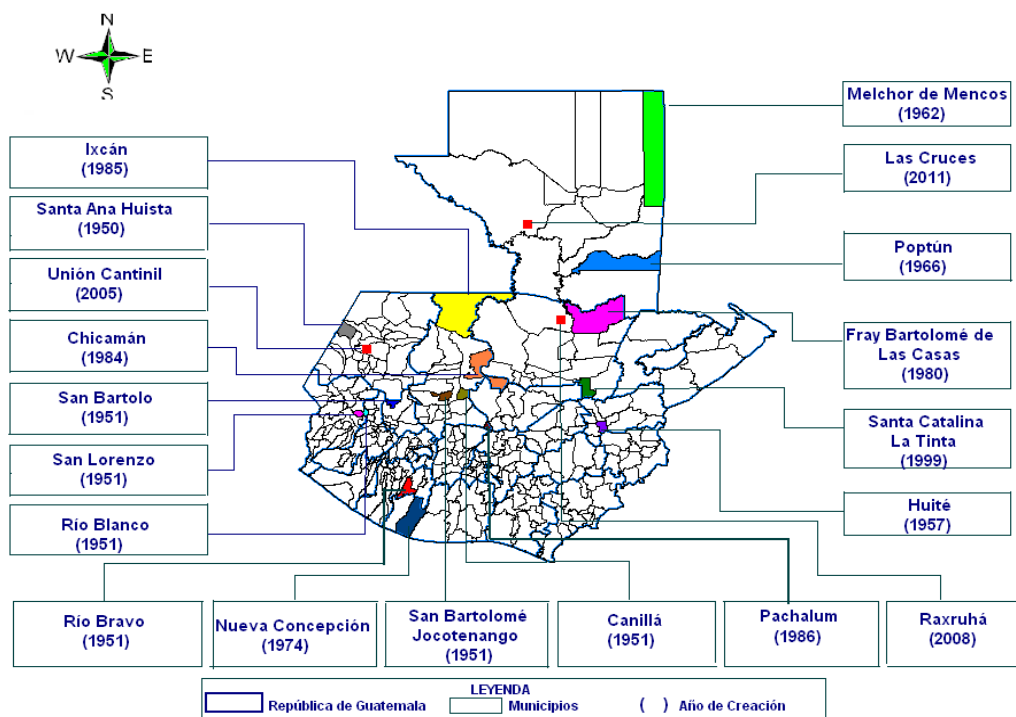 N
W E
S
Ixcán
(1985)
Santa Ana Huista
(1950)
Unión Cantinil
(2005)
Chicamán
(1984)
San Bartolo
(1951)
San Lorenzo
(1951)
Río Blanco
(1951)
Melchor de Mencos
(1962)
Las Cruces
(2011)
Poptún
(1966)
Fray Bartolomé de
Las Casas
(1980)
Santa Catalina
La Tinta
(1999)
Huité
(1957)
Río Bravo
(1951)
Nueva Concepción
(1974)
San Bartolomé
Jocotenango
(1951)
Canillá
(1951)
Pachalum
(1986)
Raxruhá
(2008)
LEYENDA
República de Guatemala Municipios ( ) Año de Creación